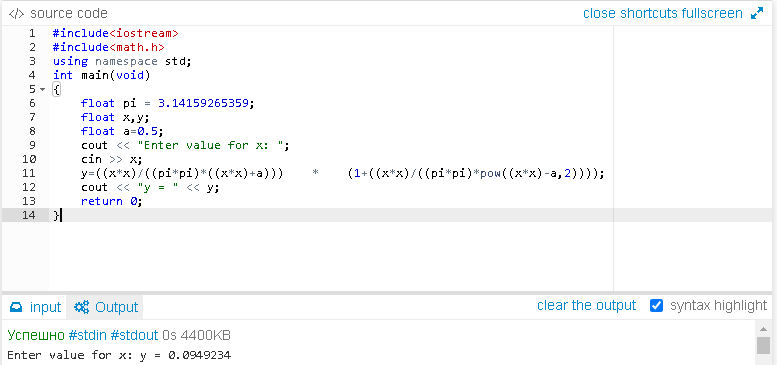 </> source code close shortcuts fullscreen
1 #include<iostream>
2 #include<math.h>
3 using namespace std;
4 int main(void)
5 {
6 float pi = 3.14159265359;
7 float x,y;
8 float a=0.5;
9 cout << "Enter value for x: ";
10 cin >> x;
11 y=((x*x)/((pi*pi)*((x*x)+a))) * (1+((x*x)/((pi*pi)*pow((x*x)-a,2))));
12 cout << "y = " << y;
13 return 0;
14 }
input Output clear the output syntax highlight
Успешно #stdin #stdout 0s 4400KB
Enter value for x: y = 0.0949234